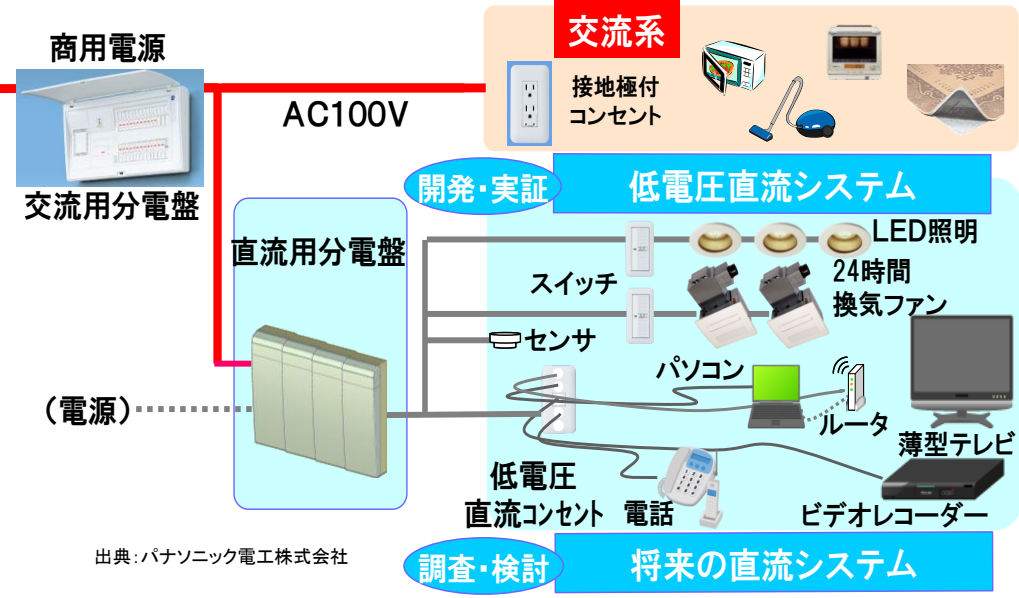 交流系
商用電源
接地極付
コンセント
AC100V
交流用分電盤
開発・実証
低電圧直流システム
直流用分電盤
LED照明
スイッチ
24時間
換気ファン
センサ
パソコン
(電源)
ルータ
薄型テレビ
低電圧
直流コンセント
電話
ビデオレコーダー
出典:パナソニック電工株式会社
調査・検討
将来の直流システム